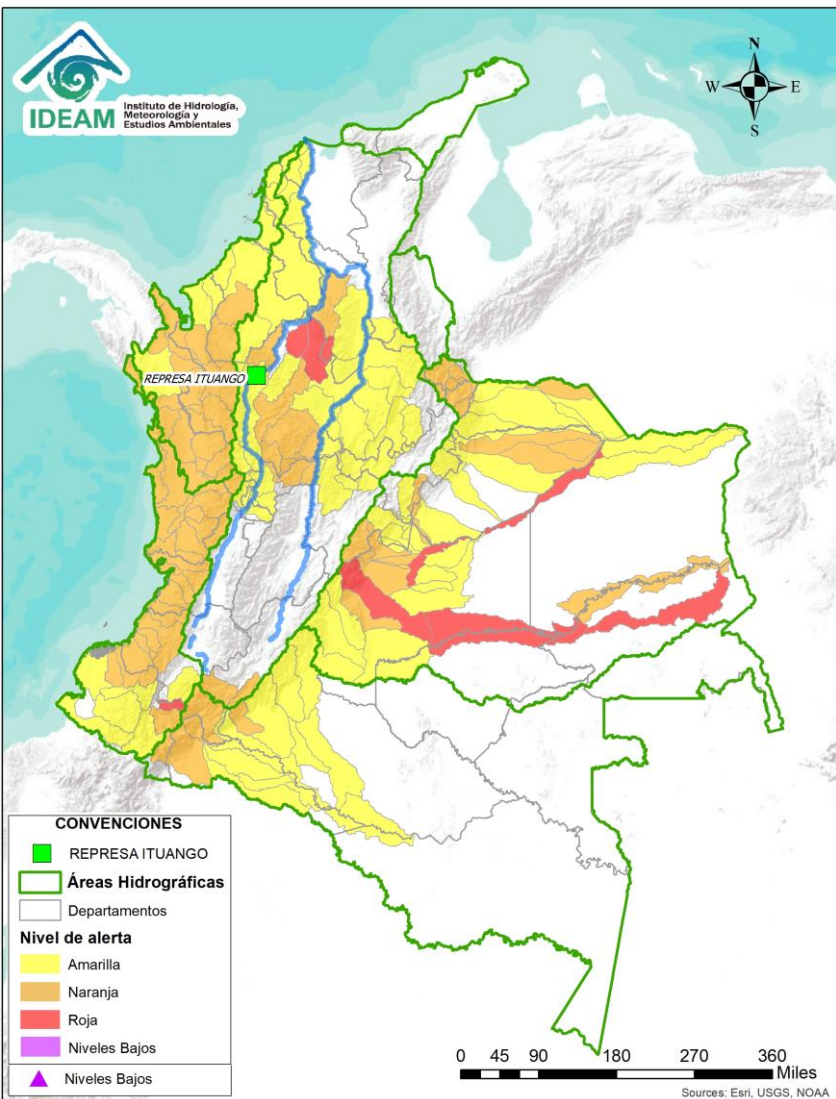 IDEAM
Instituto de Hidrología,
Meteorología y
Estudios Ambientales
N
W
E
S
REPRESA ITUANGO
CONVENCIONES
REPRESA ITUANGO
Áreas Hidrográficas
Departamentos
Nivel de alerta
Amarilla
Naranja
Roja
Niveles Bajos
Niveles Bajos
0 45 90 180 270 360
Miles
Sources: Esri, USGS, NOAA